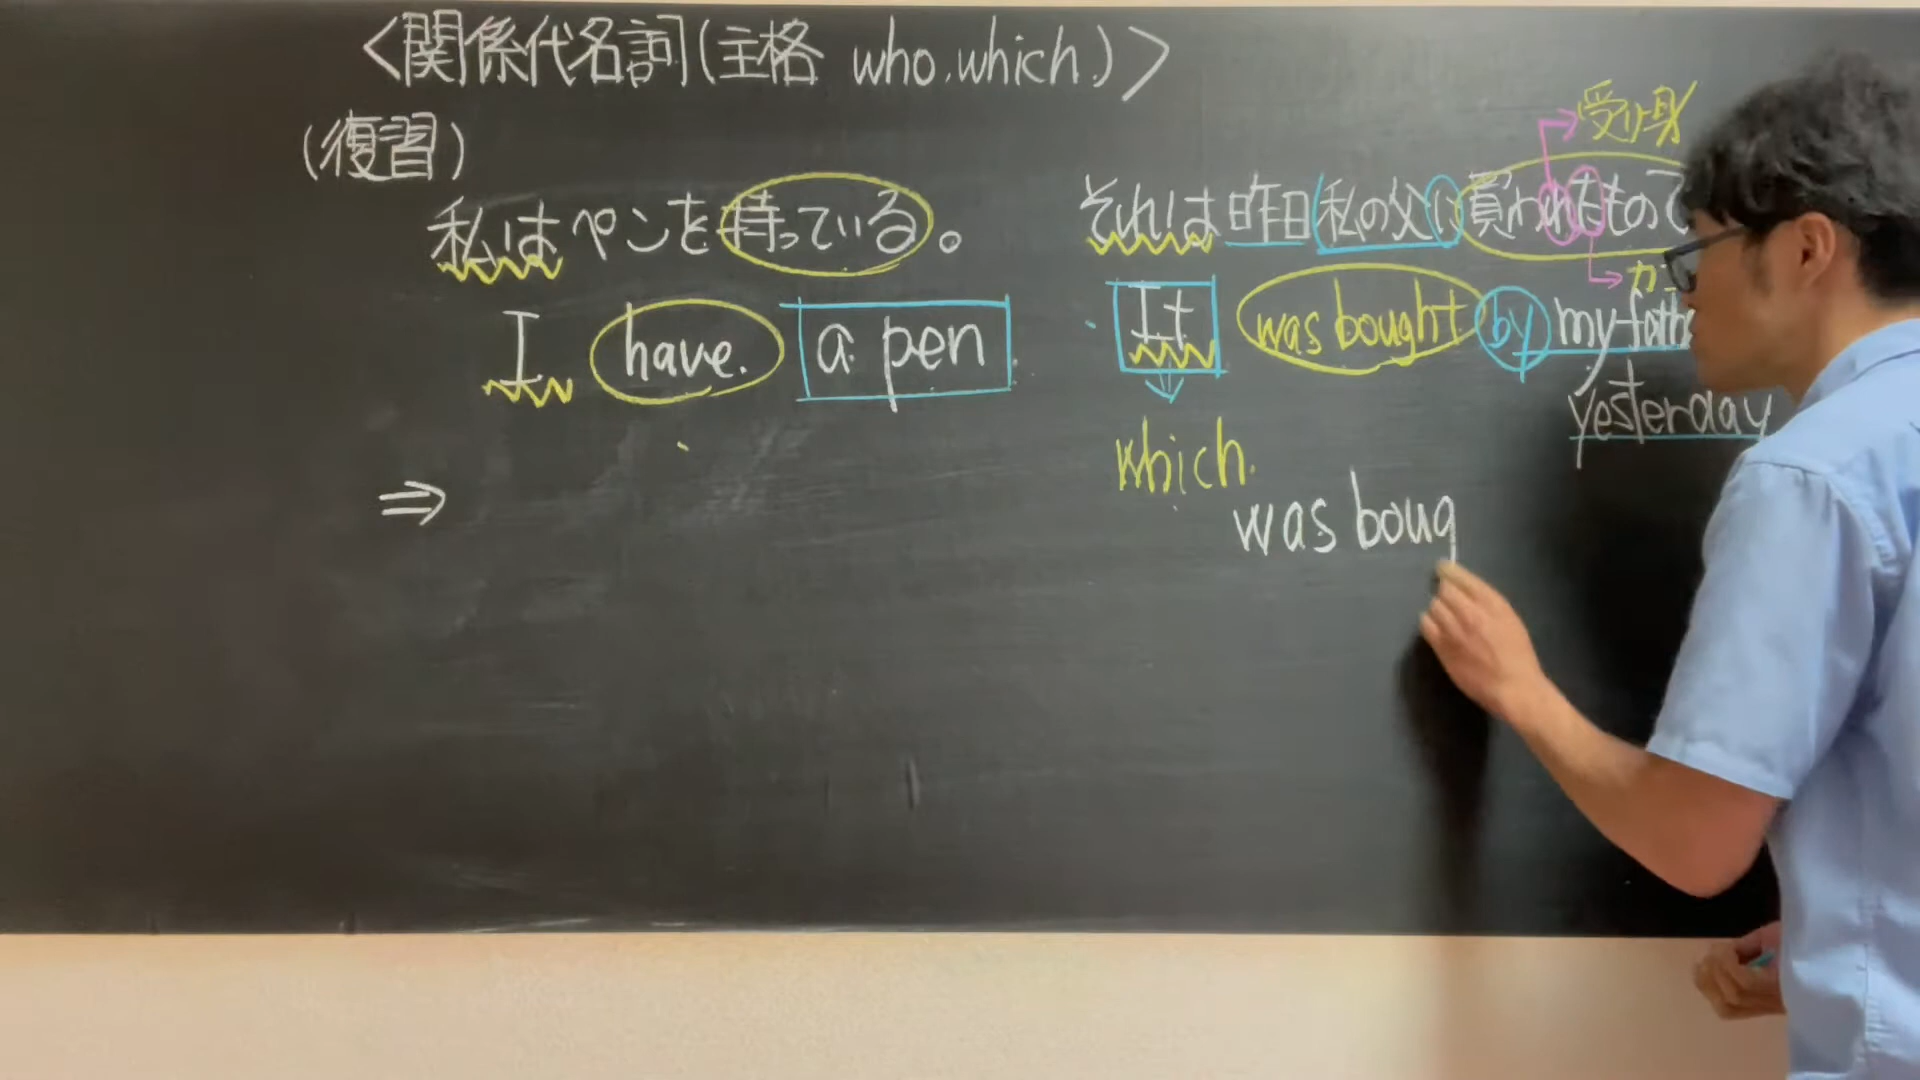 <関係代名詞(主格 who.which.)>
(復習)
受け身
私はペンを持っている。
それは昨日私の父に買われたもので
I have. a pen.
It was bought by my fath
yesterday
which.
⇒
was boug